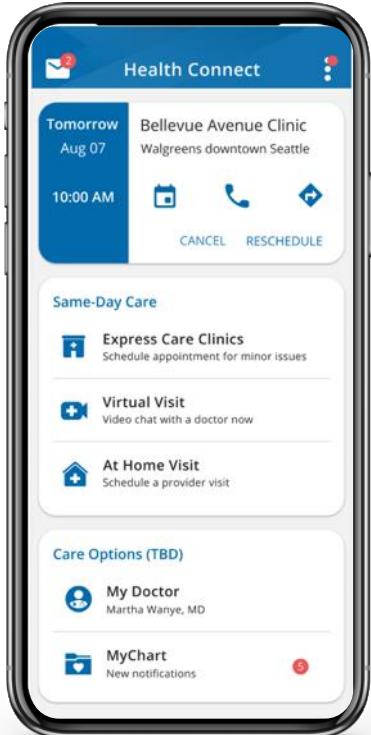 2
Health Connect
Tomorrow
Aug 07
10:00 AM
Bellevue Avenue Clinic
Walgreens downtown Seattle
CANCEL RESCHEDULE
Same-Day Care
Express Care Clinics
Schedule appointment for minor issues
Virtual Visit
Video chat with a doctor now
At Home Visit
Schedule a provider visit
Care Options (TBD)
My Doctor
Martha Wanye, MD
MyChart
New notifications
5